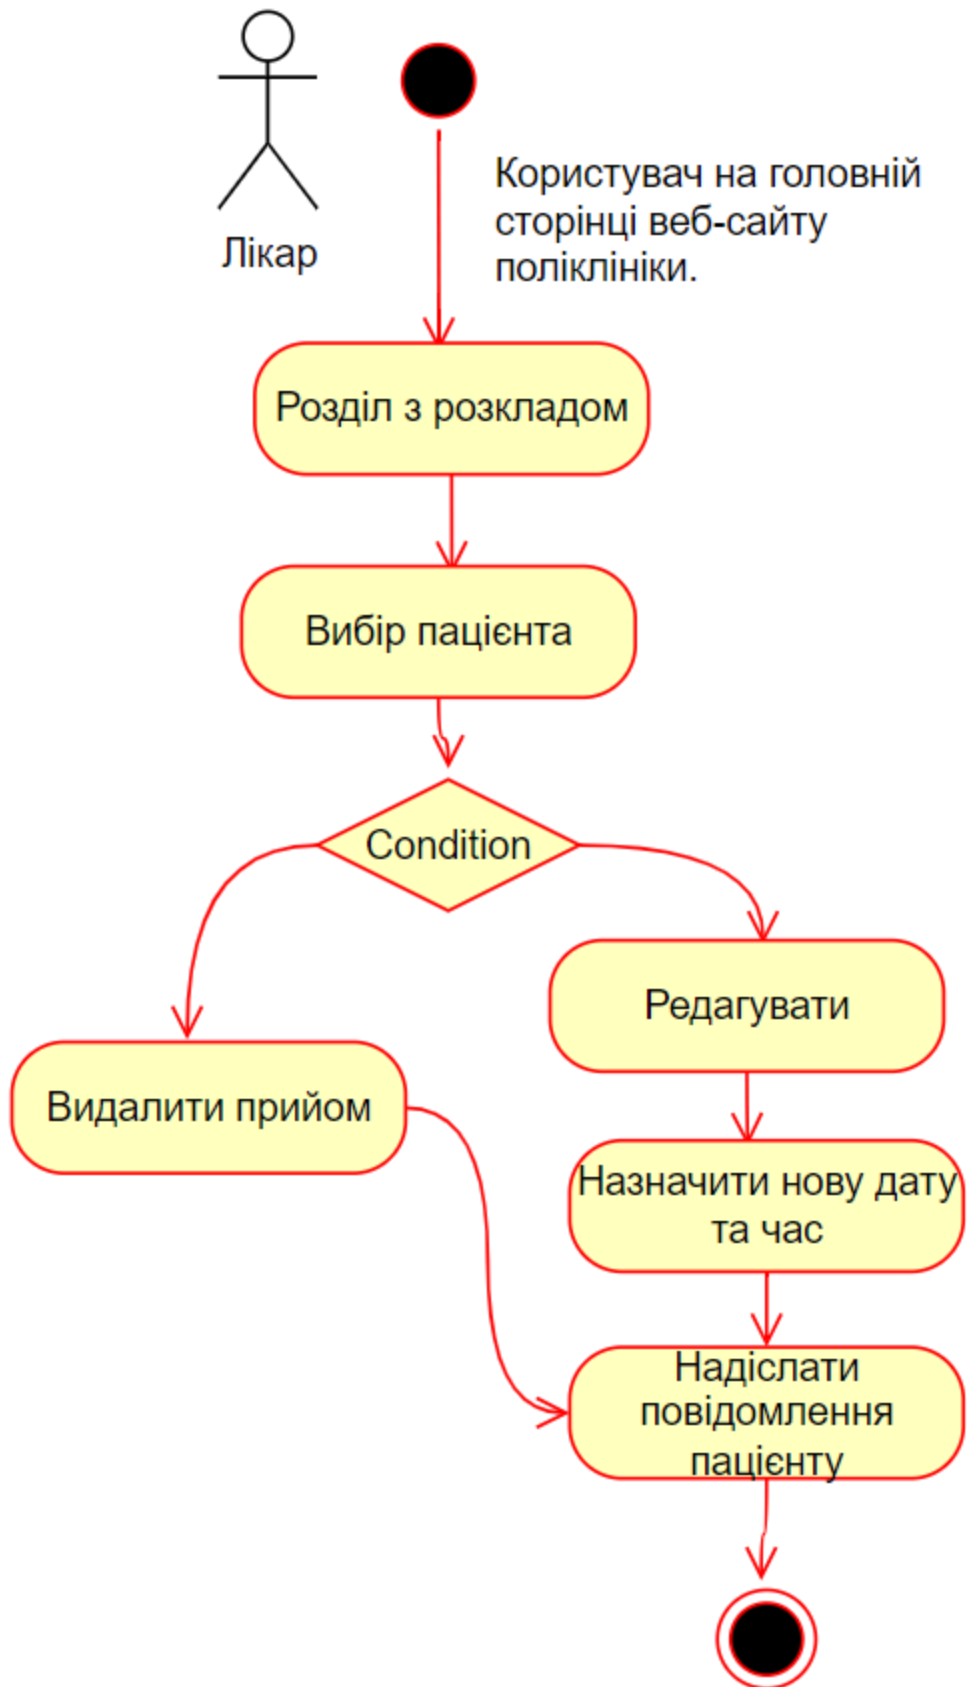 Користувач на головній
сторінці веб-сайту
поліклініки.
Лікар
Розділ з розкладом
Вибір пацієнта
Condition
Редагувати
Видалити прийом
Назначити нову дату
та час
Надіслати
повідомлення
пацієнту